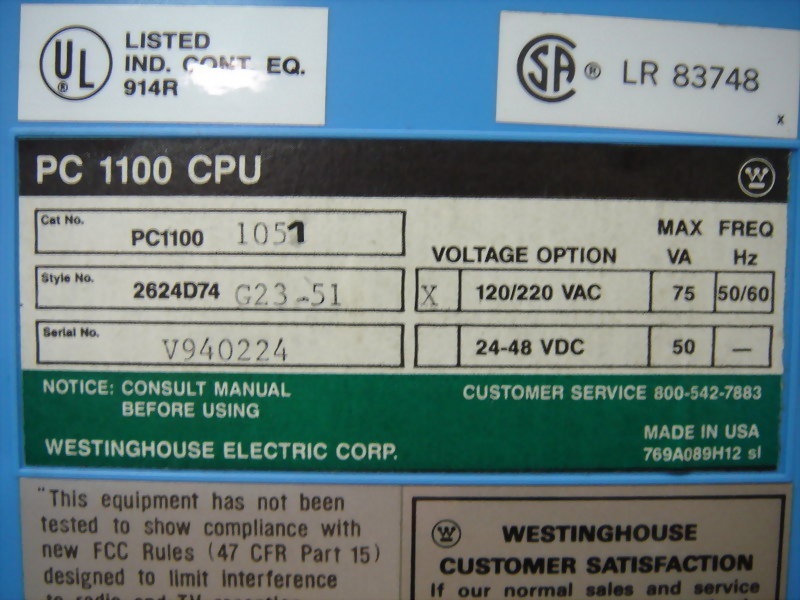 UL ® LISTED
IND. CONT. EQ.
914R
SA ® LR 83748
x
PC 1100 CPU
W
Cat No. PC1100 1051
Style No. 2624D74 G23-51
Serial No. V940224
MAX VA FREQ Hz
VOLTAGE OPTION
X 120/220 VAC 75 50/60
24-48 VDC 50 —
NOTICE: CONSULT MANUAL
BEFORE USING
CUSTOMER SERVICE 800-542-7883
WESTINGHOUSE ELECTRIC CORP.
MADE IN USA
769A089H12 sl
"This equipment has not been
tested to show compliance with
new FCC Rules (47 CFR Part 15)
designed to limit interference
to radio and TV
W WESTINGHOUSE
CUSTOMER SATISFACTION
If our normal sales and service